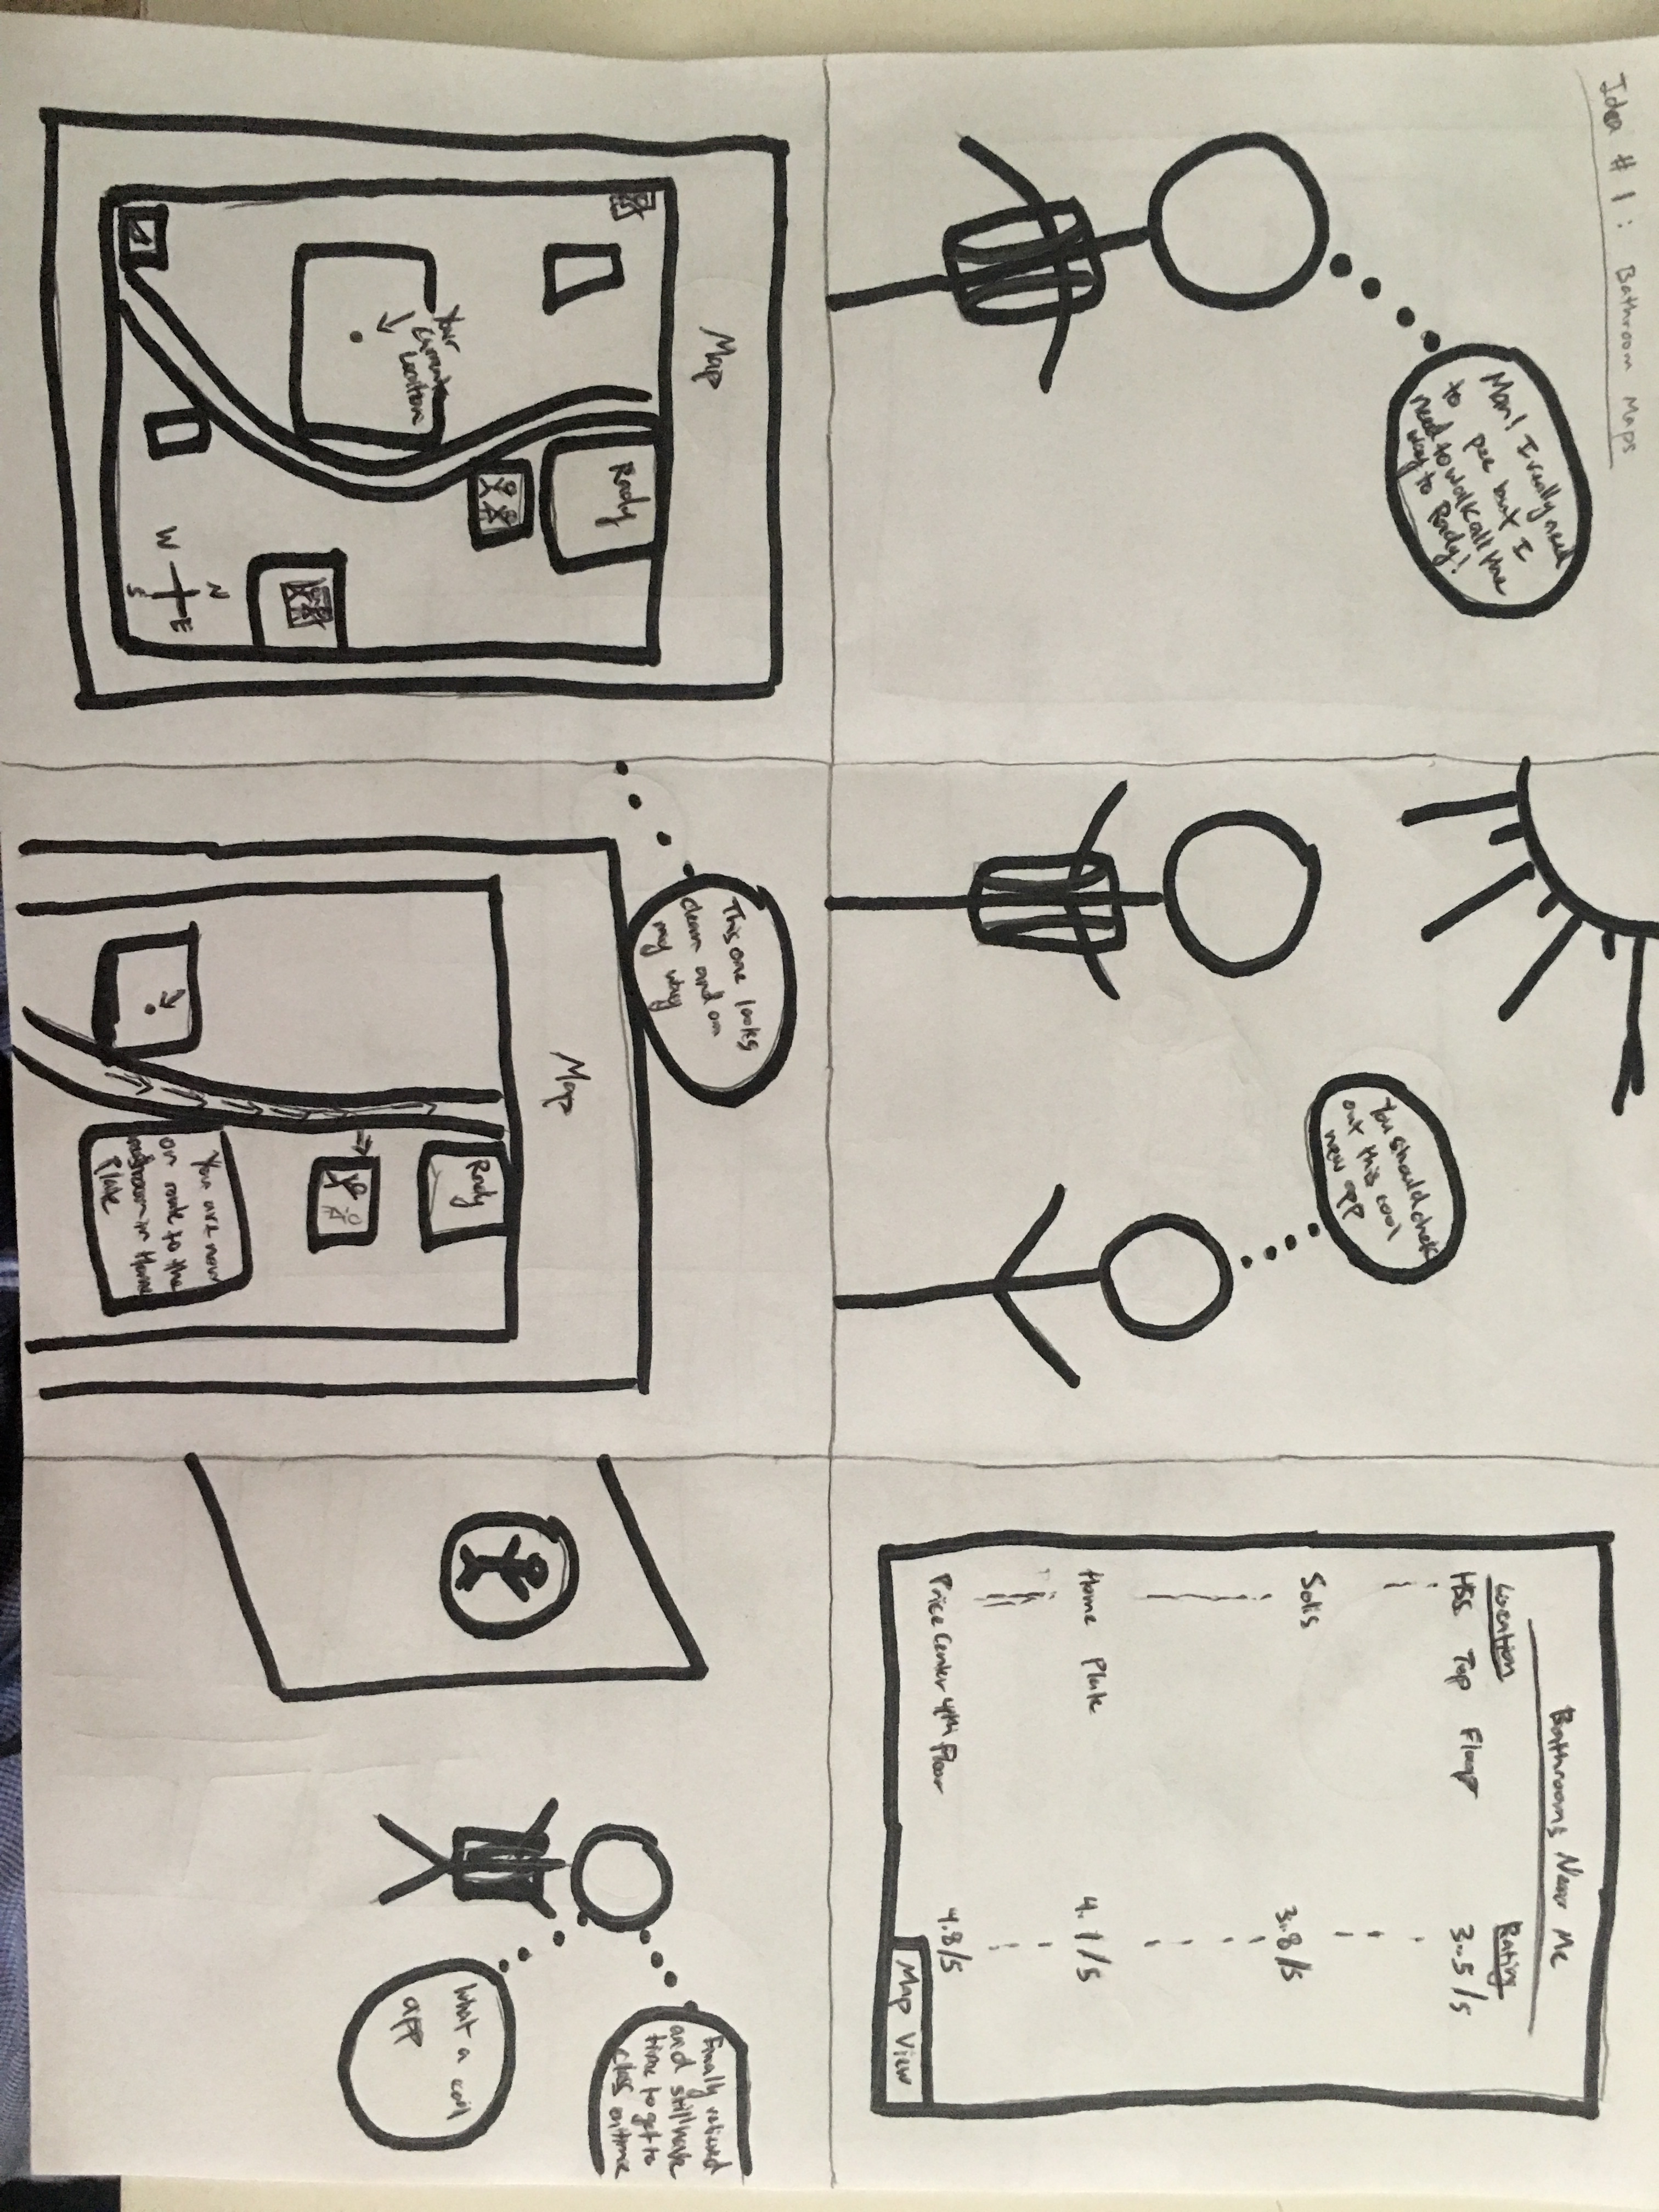 Idea #1: Bathroom Maps
Man! I really need
to pee but I
need to walk all the
way to Rady!
You should check
out this cool
new app
Bathrooms Near Me
Location Rating
HSS Top Floor 3.5/5
Solis 3.8/5
Home Plate 4.1/5
Price Center 4th Floor 4.8/5
Map View
Map
Rady
Your
Current
Location
N
W E
S
This one looks
clean and on
my way
Map
Rady
You are now
on route to the
restroom in Home
Plate
Finally relieved
and still have
time to get to
class on time
What a cool
app